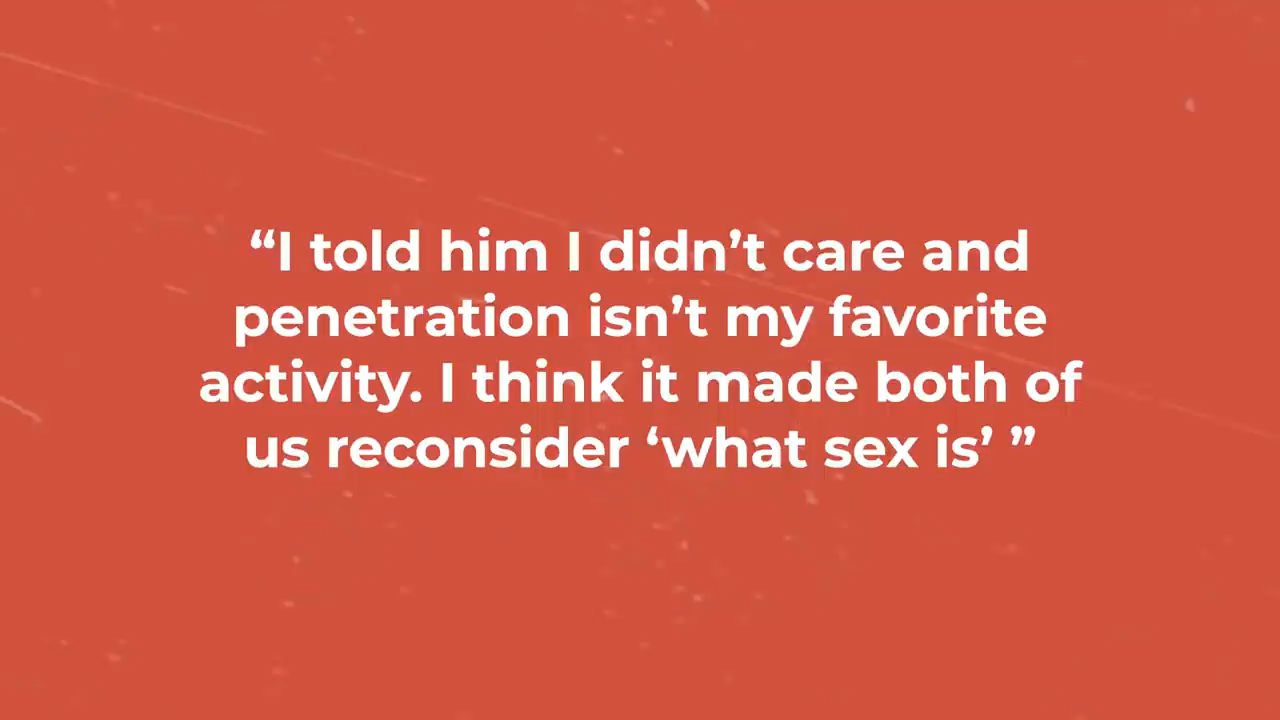 “I told him I didn’t care and
penetration isn’t my favorite
activity. I think it made both of
us reconsider ‘what sex is’ ”